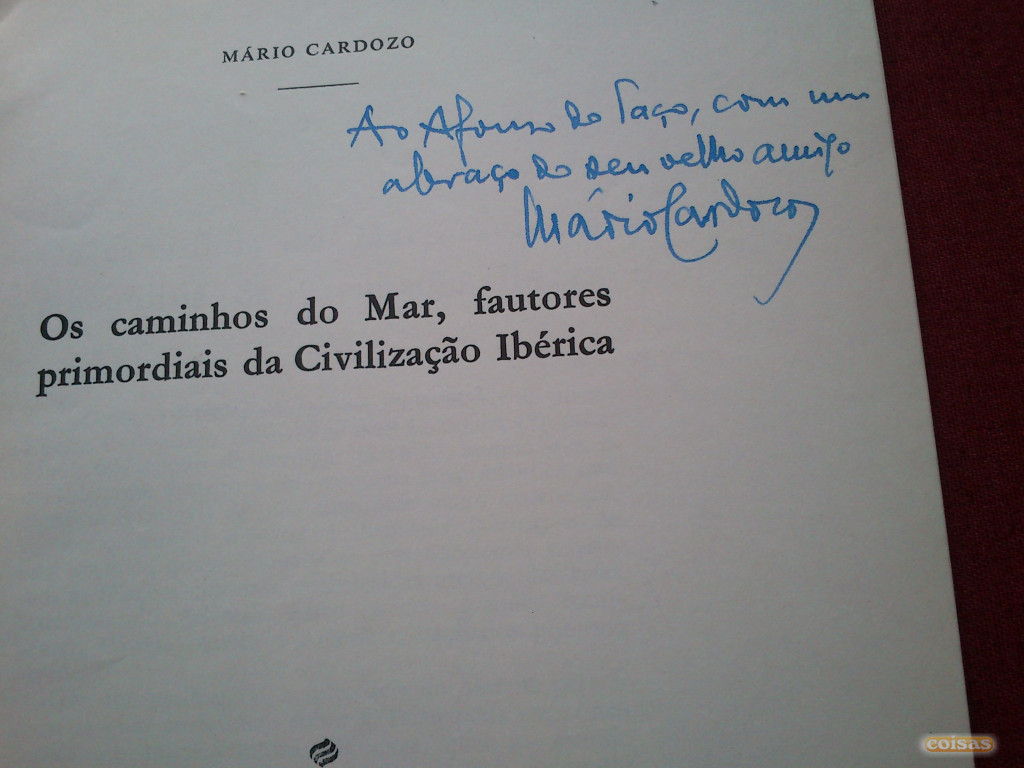 MÁRIO CARDOZO
Ao Afonso do Paço, com um
abraço do seu velho amigo
Mário Cardozo
Os caminhos do Mar, fautores
primordiais da Civilização Ibérica
coisas